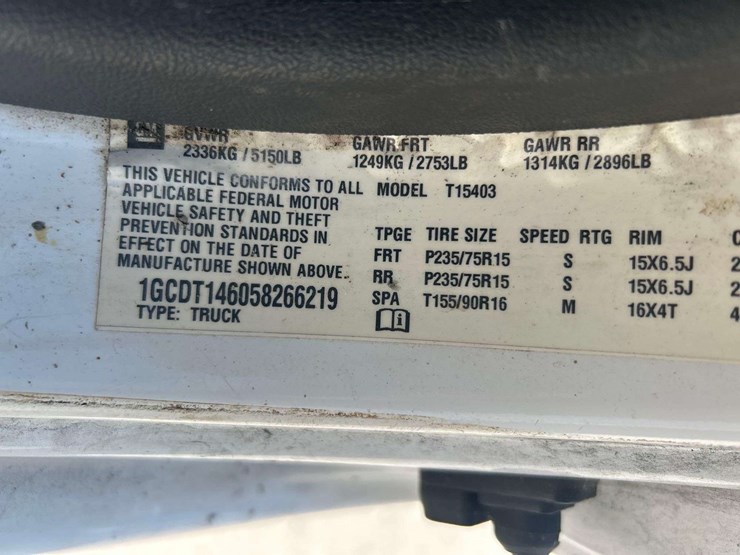 GM
GVWR GAWR FRT GAWR RR
2336KG / 5150LB 1249KG / 2753LB 1314KG / 2896LB
THIS VEHICLE CONFORMS TO ALL
APPLICABLE FEDERAL MOTOR
VEHICLE SAFETY AND THEFT
PREVENTION STANDARDS IN
EFFECT ON THE DATE OF
MANUFACTURE SHOWN ABOVE.
1GCDT146058266219
TYPE: TRUCK
MODEL T15403
TPGE TIRE SIZE SPEED RTG RIM C
FRT P235/75R15 S 15X6.5J 2
RR P235/75R15 S 15X6.5J 2
SPA T155/90R16 M 16X4T 4
i